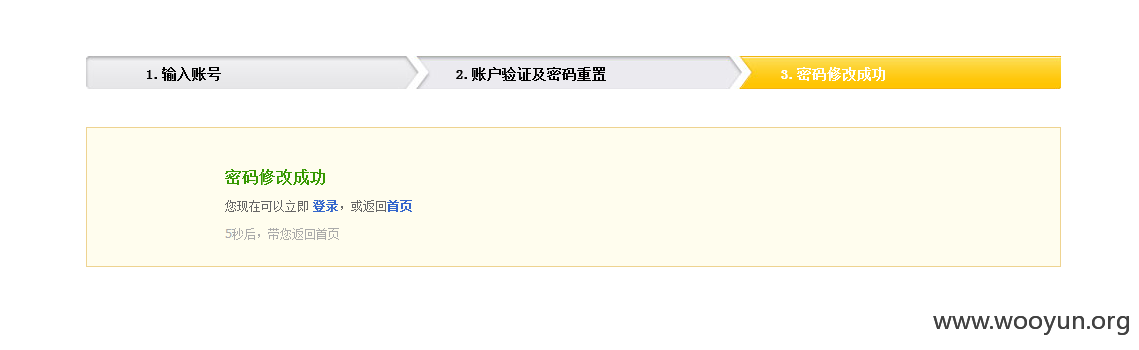 1. 输入账号
2. 账户验证及密码重置
3. 密码修改成功
密码修改成功
您现在可以立即 登录，或返回首页
5秒后，带您返回首页
www.wooyun.org